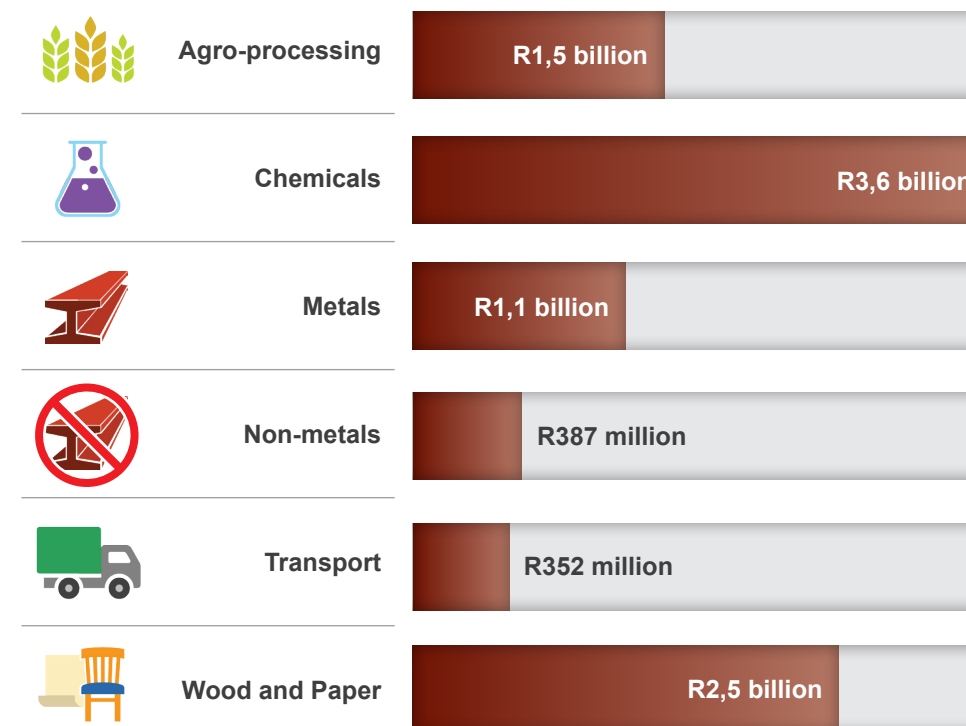 Agro-processing R1,5 billion
Chemicals R3,6 billion
Metals R1,1 billion
Non-metals R387 million
Transport R352 million
Wood and Paper R2,5 billion